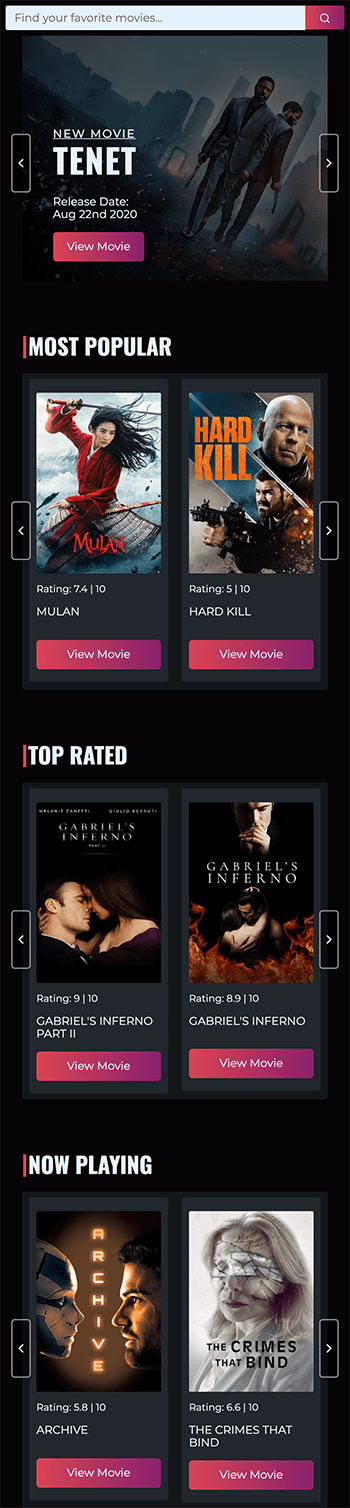 Find your favorite movies...
NEW MOVIE
TENET
Release Date:
Aug 22nd 2020
View Movie
MOST POPULAR
MULAN
HARD
KILL
Rating: 7.4 | 10
Rating: 5 | 10
MULAN
HARD KILL
View Movie
View Movie
TOP RATED
MELANIE ZANETTI GIULIO BERRUTI
GABRIEL'S
INFERNO
PART II
GABRIEL'S
INFERNO
Rating: 9 | 10
Rating: 8.9 | 10
GABRIEL'S INFERNO
PART II
GABRIEL'S INFERNO
View Movie
View Movie
NOW PLAYING
ARCHIVE
THE CRIMES
THAT BIND
Rating: 5.8 | 10
Rating: 6.6 | 10
ARCHIVE
THE CRIMES THAT
BIND
View Movie
View Movie